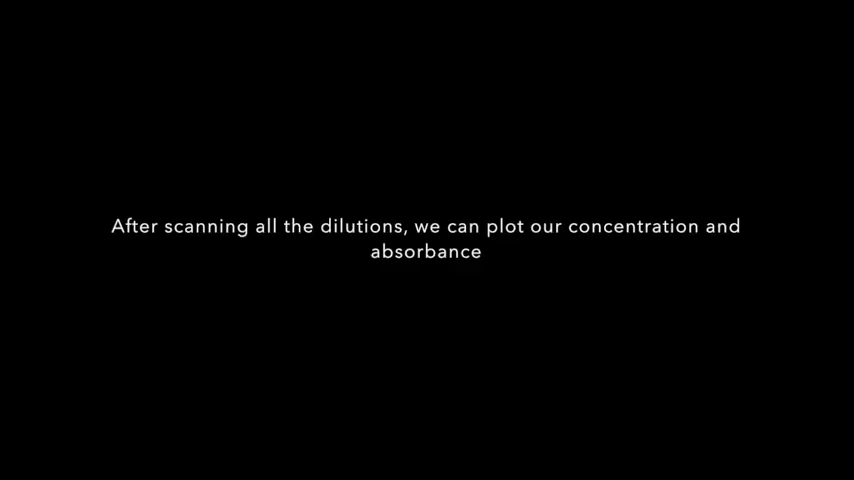 After scanning all the dilutions, we can plot our concentration and
absorbance